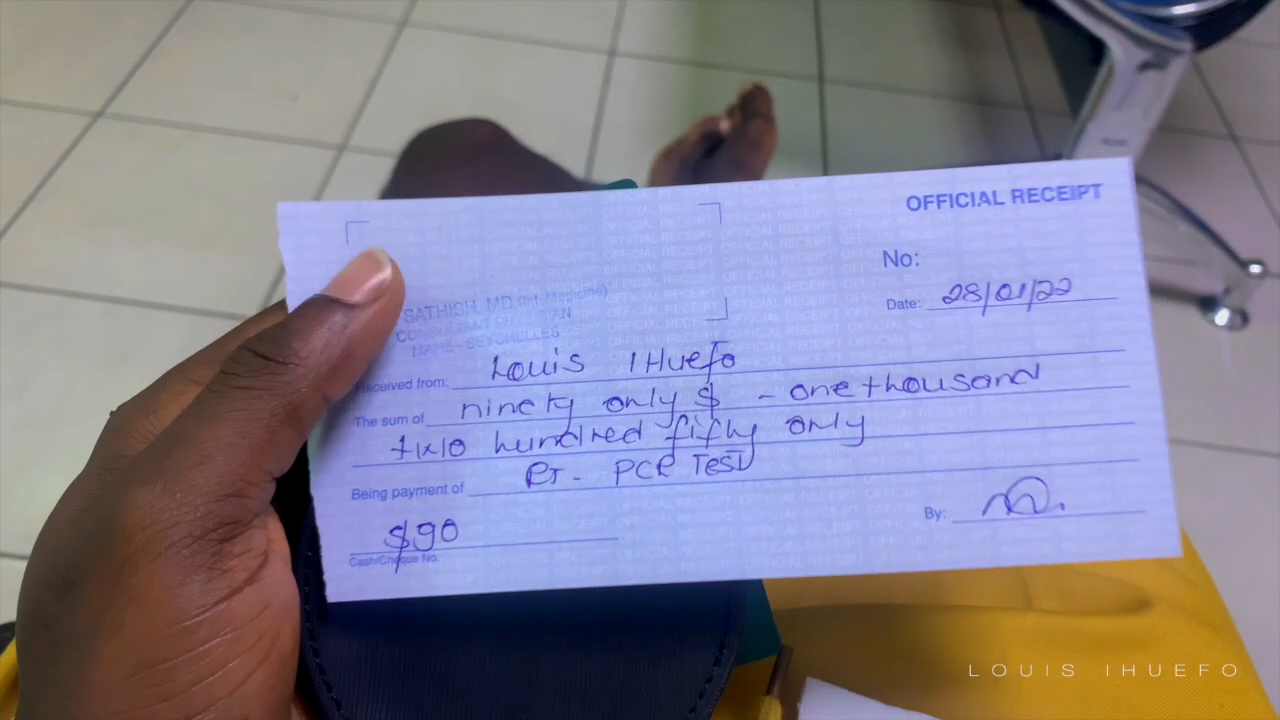 OFFICIAL RECEIPT
No:
Date: 28/01/22
SATHISH, MD (Int. Medicine)
MAHE - SEYCHELLES
Received from: Louis IHuefo
The sum of ninety only $ - one thousand
two hundred fifty only
Being payment of RT - PCR Test
By:
$90
Cash/Cheque No.
LOUIS IHUEFO